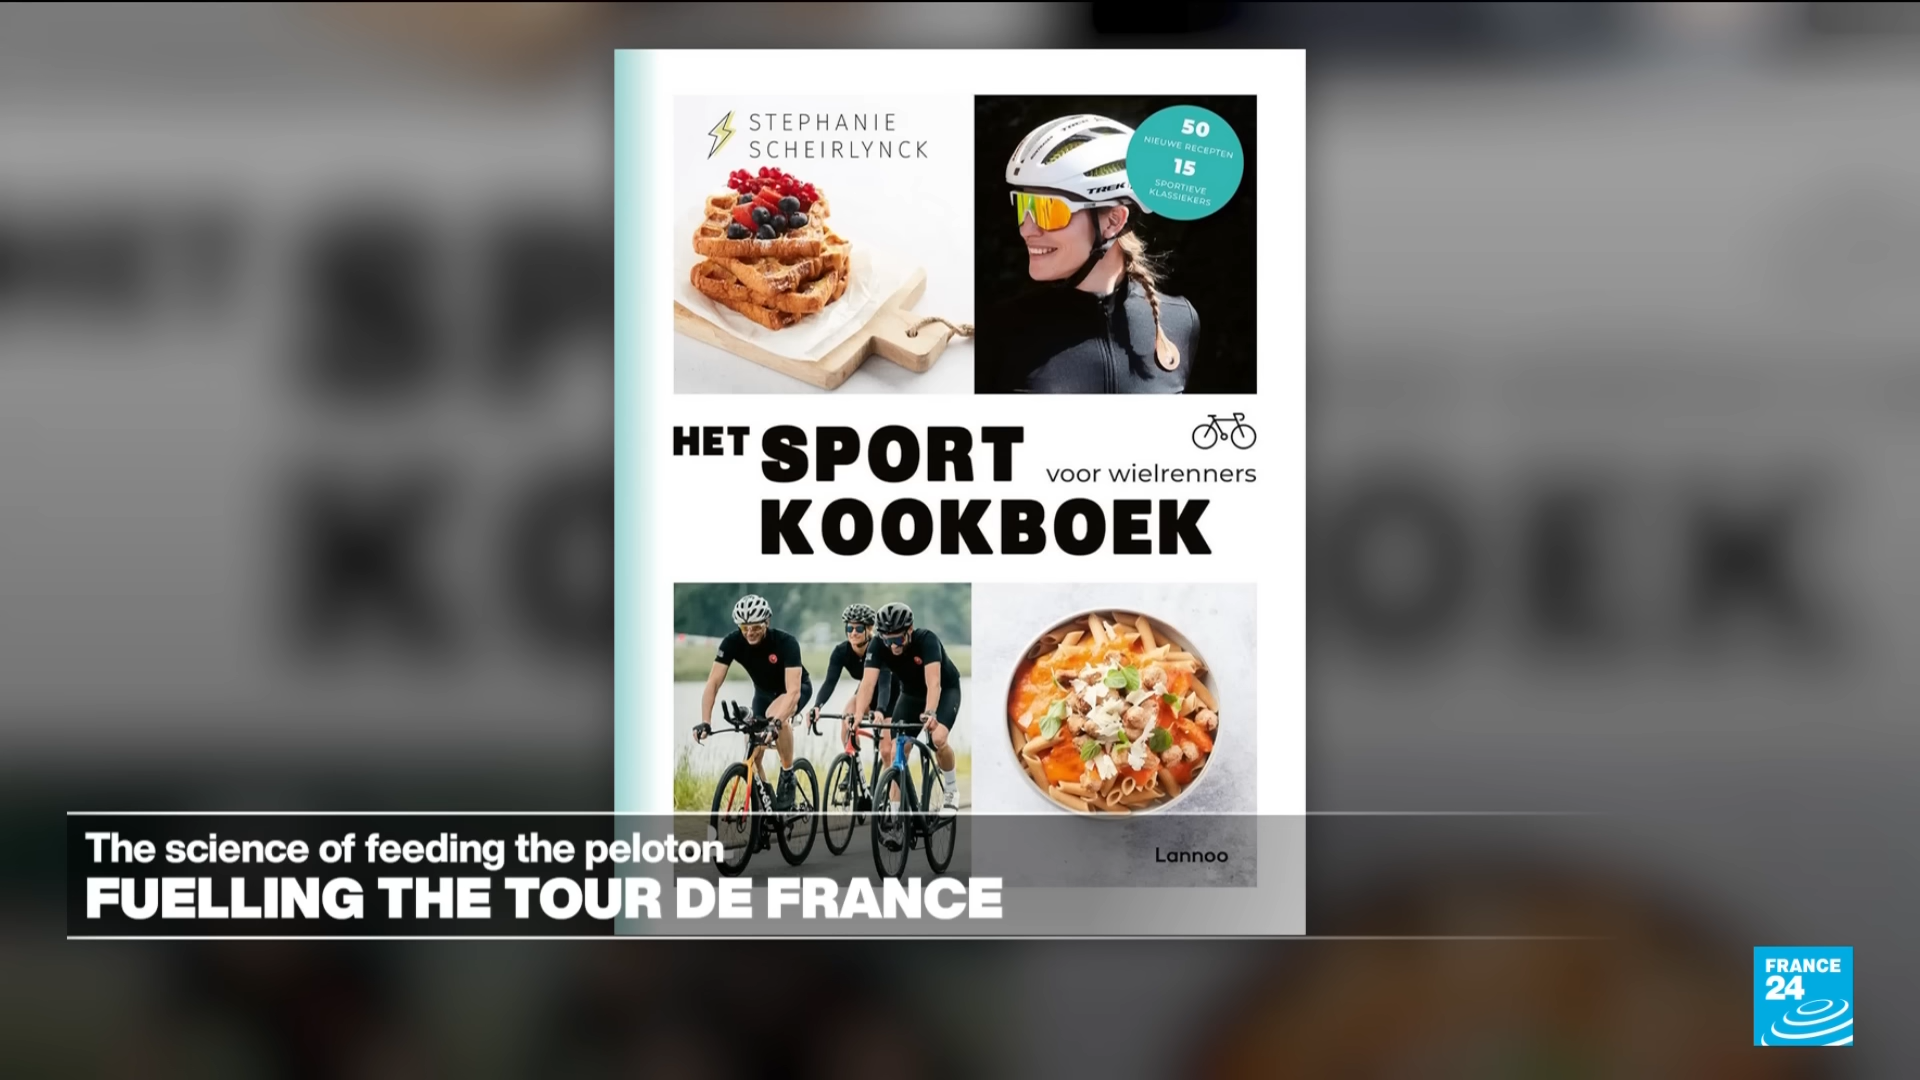 STEPHANIE
SCHEIRLYNCK
TREK
TREK
50
NIEUWE RECEPTEN
15
SPORTIEVE
KLASSIEKERS
HET SPORT
voor wielrenners
KOOKBOEK
Lannoo
The science of feeding the peloton
FUELLING THE TOUR DE FRANCE
FRANCE
24